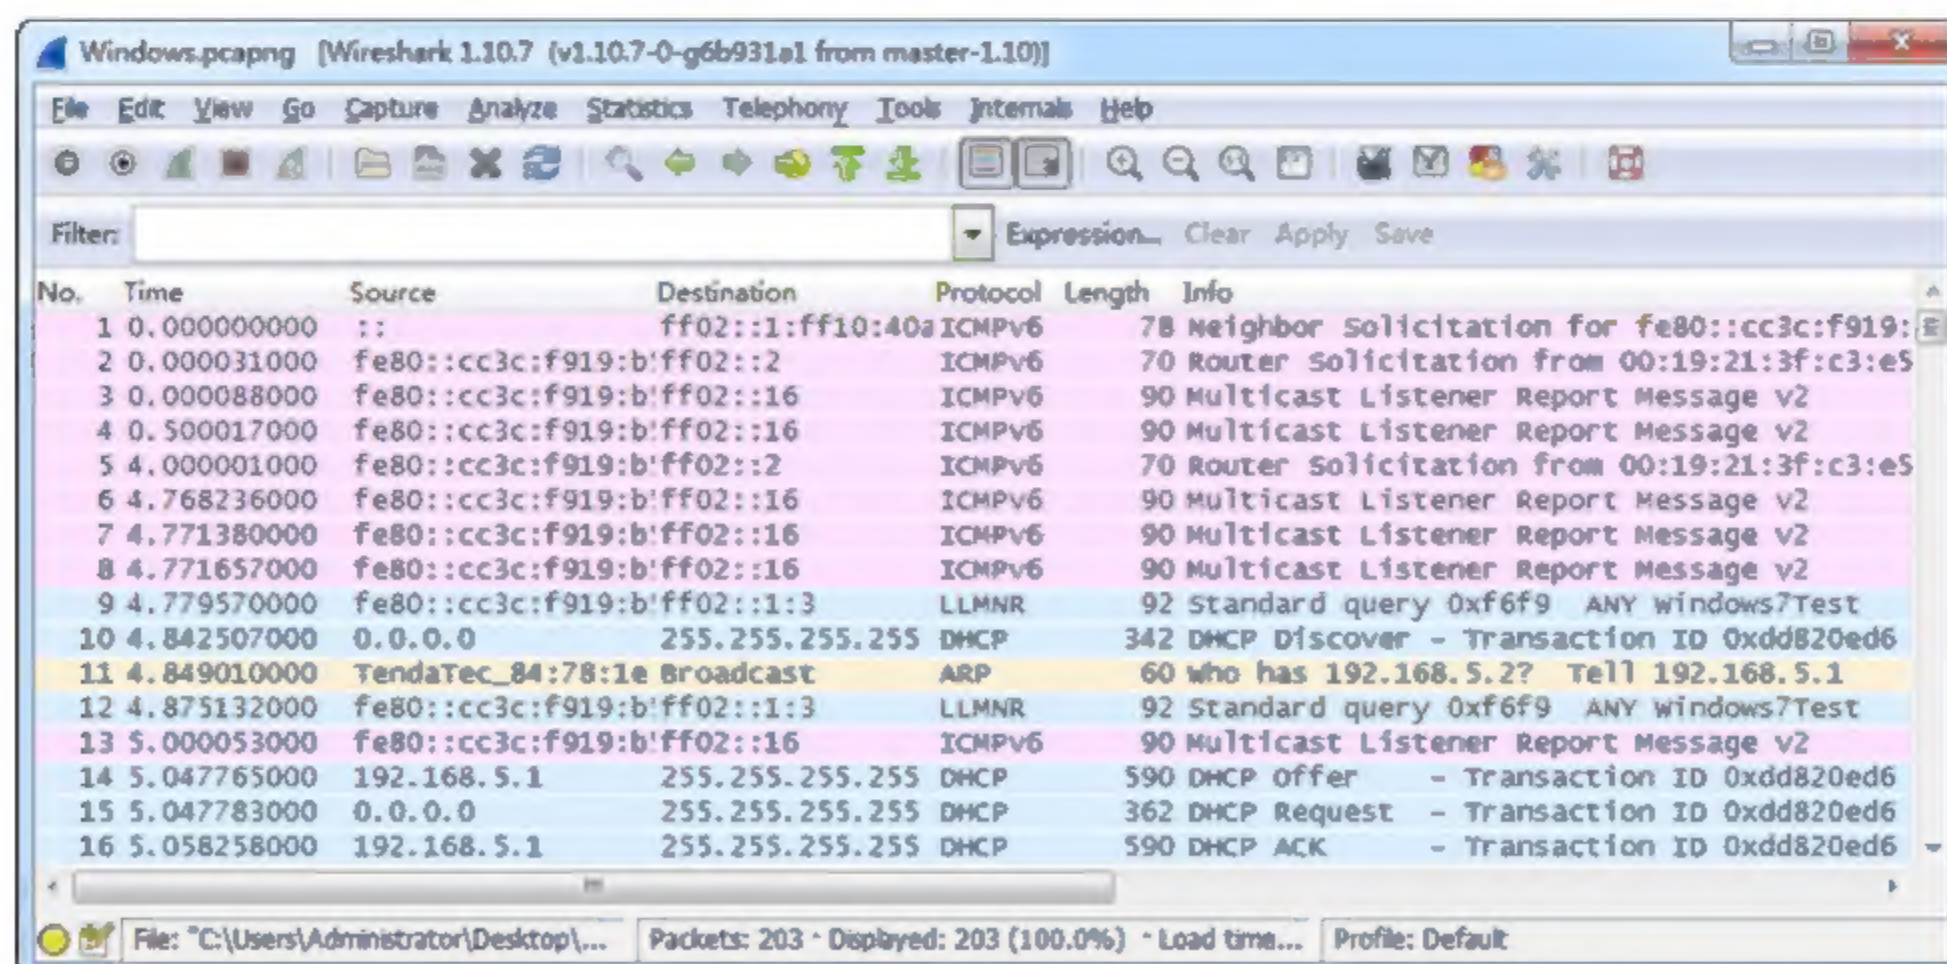 Windows.pcapng [Wireshark 1.10.7 (v1.10.7-0-g6b931a1 from master-1.10)]
File Edit View Go Capture Analyze Statistics Telephony Tools Internals Help
Filter: Expression... Clear Apply Save
No. Time Source Destination Protocol Length Info
1 0.000000000 :: ff02::1:ff10:40a ICMPv6 78 Neighbor Solicitation for fe80::cc3c:f919:
2 0.000031000 fe80::cc3c:f919:b! ff02::2 ICMPv6 70 Router Solicitation from 00:19:21:3f:c3:e5
3 0.000088000 fe80::cc3c:f919:b! ff02::16 ICMPv6 90 Multicast Listener Report Message v2
4 0.500017000 fe80::cc3c:f919:b! ff02::16 ICMPv6 90 Multicast Listener Report Message v2
5 4.000001000 fe80::cc3c:f919:b! ff02::2 ICMPv6 70 Router Solicitation from 00:19:21:3f:c3:e5
6 4.768236000 fe80::cc3c:f919:b! ff02::16 ICMPv6 90 Multicast Listener Report Message v2
7 4.771380000 fe80::cc3c:f919:b! ff02::16 ICMPv6 90 Multicast Listener Report Message v2
8 4.771657000 fe80::cc3c:f919:b! ff02::16 ICMPv6 90 Multicast Listener Report Message v2
9 4.779570000 fe80::cc3c:f919:b! ff02::1:3 LLMNR 92 Standard query 0xf6f9 ANY Windows7Test
10 4.842507000 0.0.0.0 255.255.255.255 DHCP 342 DHCP Discover - Transaction ID 0xdd820ed6
11 4.849010000 TendaTec_84:78:1e Broadcast ARP 60 Who has 192.168.5.2? Tell 192.168.5.1
12 4.875132000 fe80::cc3c:f919:b! ff02::1:3 LLMNR 92 Standard query 0xf6f9 ANY Windows7Test
13 5.000053000 fe80::cc3c:f919:b! ff02::16 ICMPv6 90 Multicast Listener Report Message v2
14 5.047765000 192.168.5.1 255.255.255.255 DHCP 590 DHCP Offer - Transaction ID 0xdd820ed6
15 5.047783000 0.0.0.0 255.255.255.255 DHCP 362 DHCP Request - Transaction ID 0xdd820ed6
16 5.058258000 192.168.5.1 255.255.255.255 DHCP 590 DHCP ACK - Transaction ID 0xdd820ed6
File: "C:\Users\Administrator\Desktop\... Packets: 203 · Displayed: 203 (100.0%) · Load time... Profile: Default